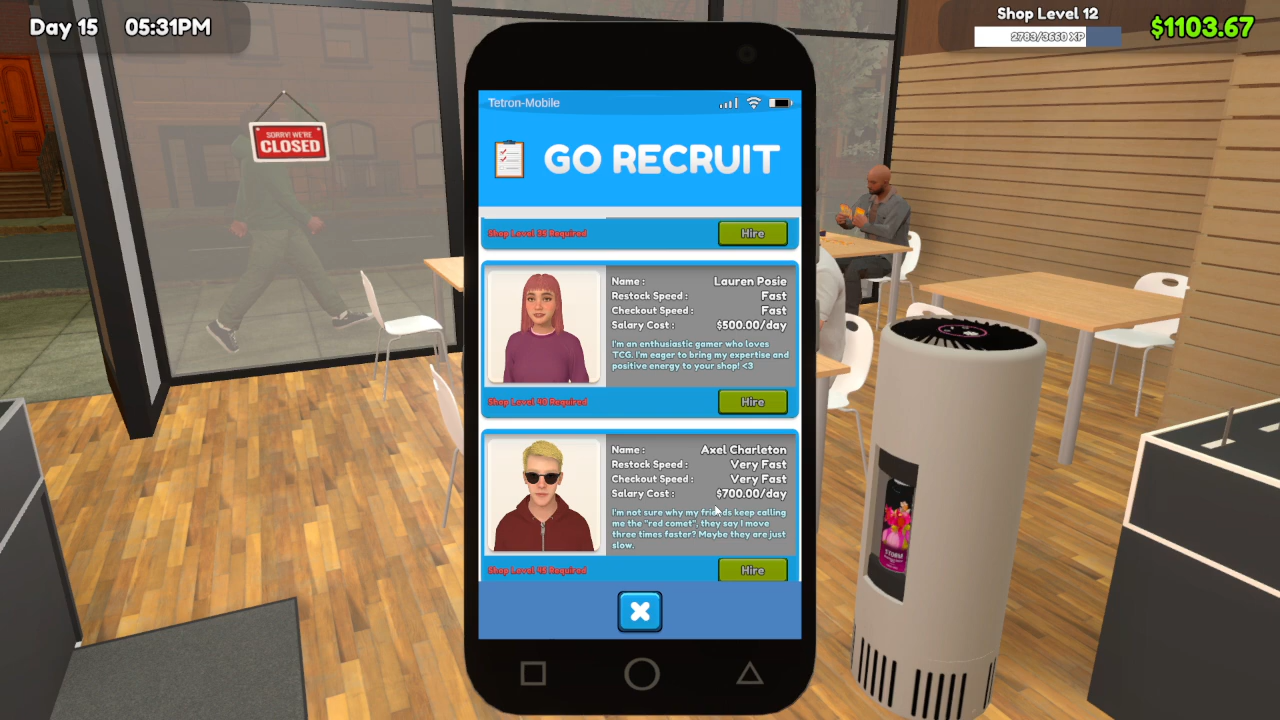 Day 15 05:31PM
Shop Level 12
2783/3660 XP
$1103.67
SORRY! WE'RE
CLOSED
Tetron-Mobile
GO RECRUIT
Hire
Name : Lauren Posie
Restock Speed : Fast
Checkout Speed : Fast
Salary Cost : $500.00/day
I'm an enthusiastic gamer who loves
TCG. I'm eager to bring my expertise and
positive energy to your shop! <3
Shop Level 40 Required Hire
Name : Axel Charleton
Restock Speed : Very Fast
Checkout Speed : Very Fast
Salary Cost : $700.00/day
I'm not sure why my friends keep calling
me the "red comet", they say I move
three times faster? Maybe they are just
slow.
Shop Level 45 Required Hire
STORM